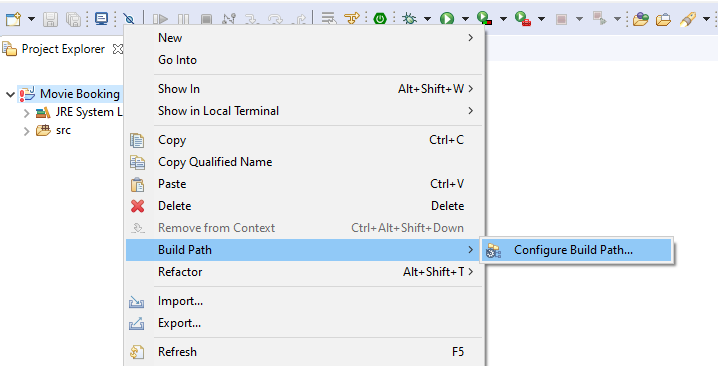 Project Explorer
Movie Booking
JRE System L
src
New
Go Into
Show In Alt+Shift+W
Show in Local Terminal
Copy Ctrl+C
Copy Qualified Name
Paste Ctrl+V
Delete Delete
Remove from Context Ctrl+Alt+Shift+Down
Build Path
Configure Build Path...
Refactor Alt+Shift+T
Import...
Export...
Refresh F5